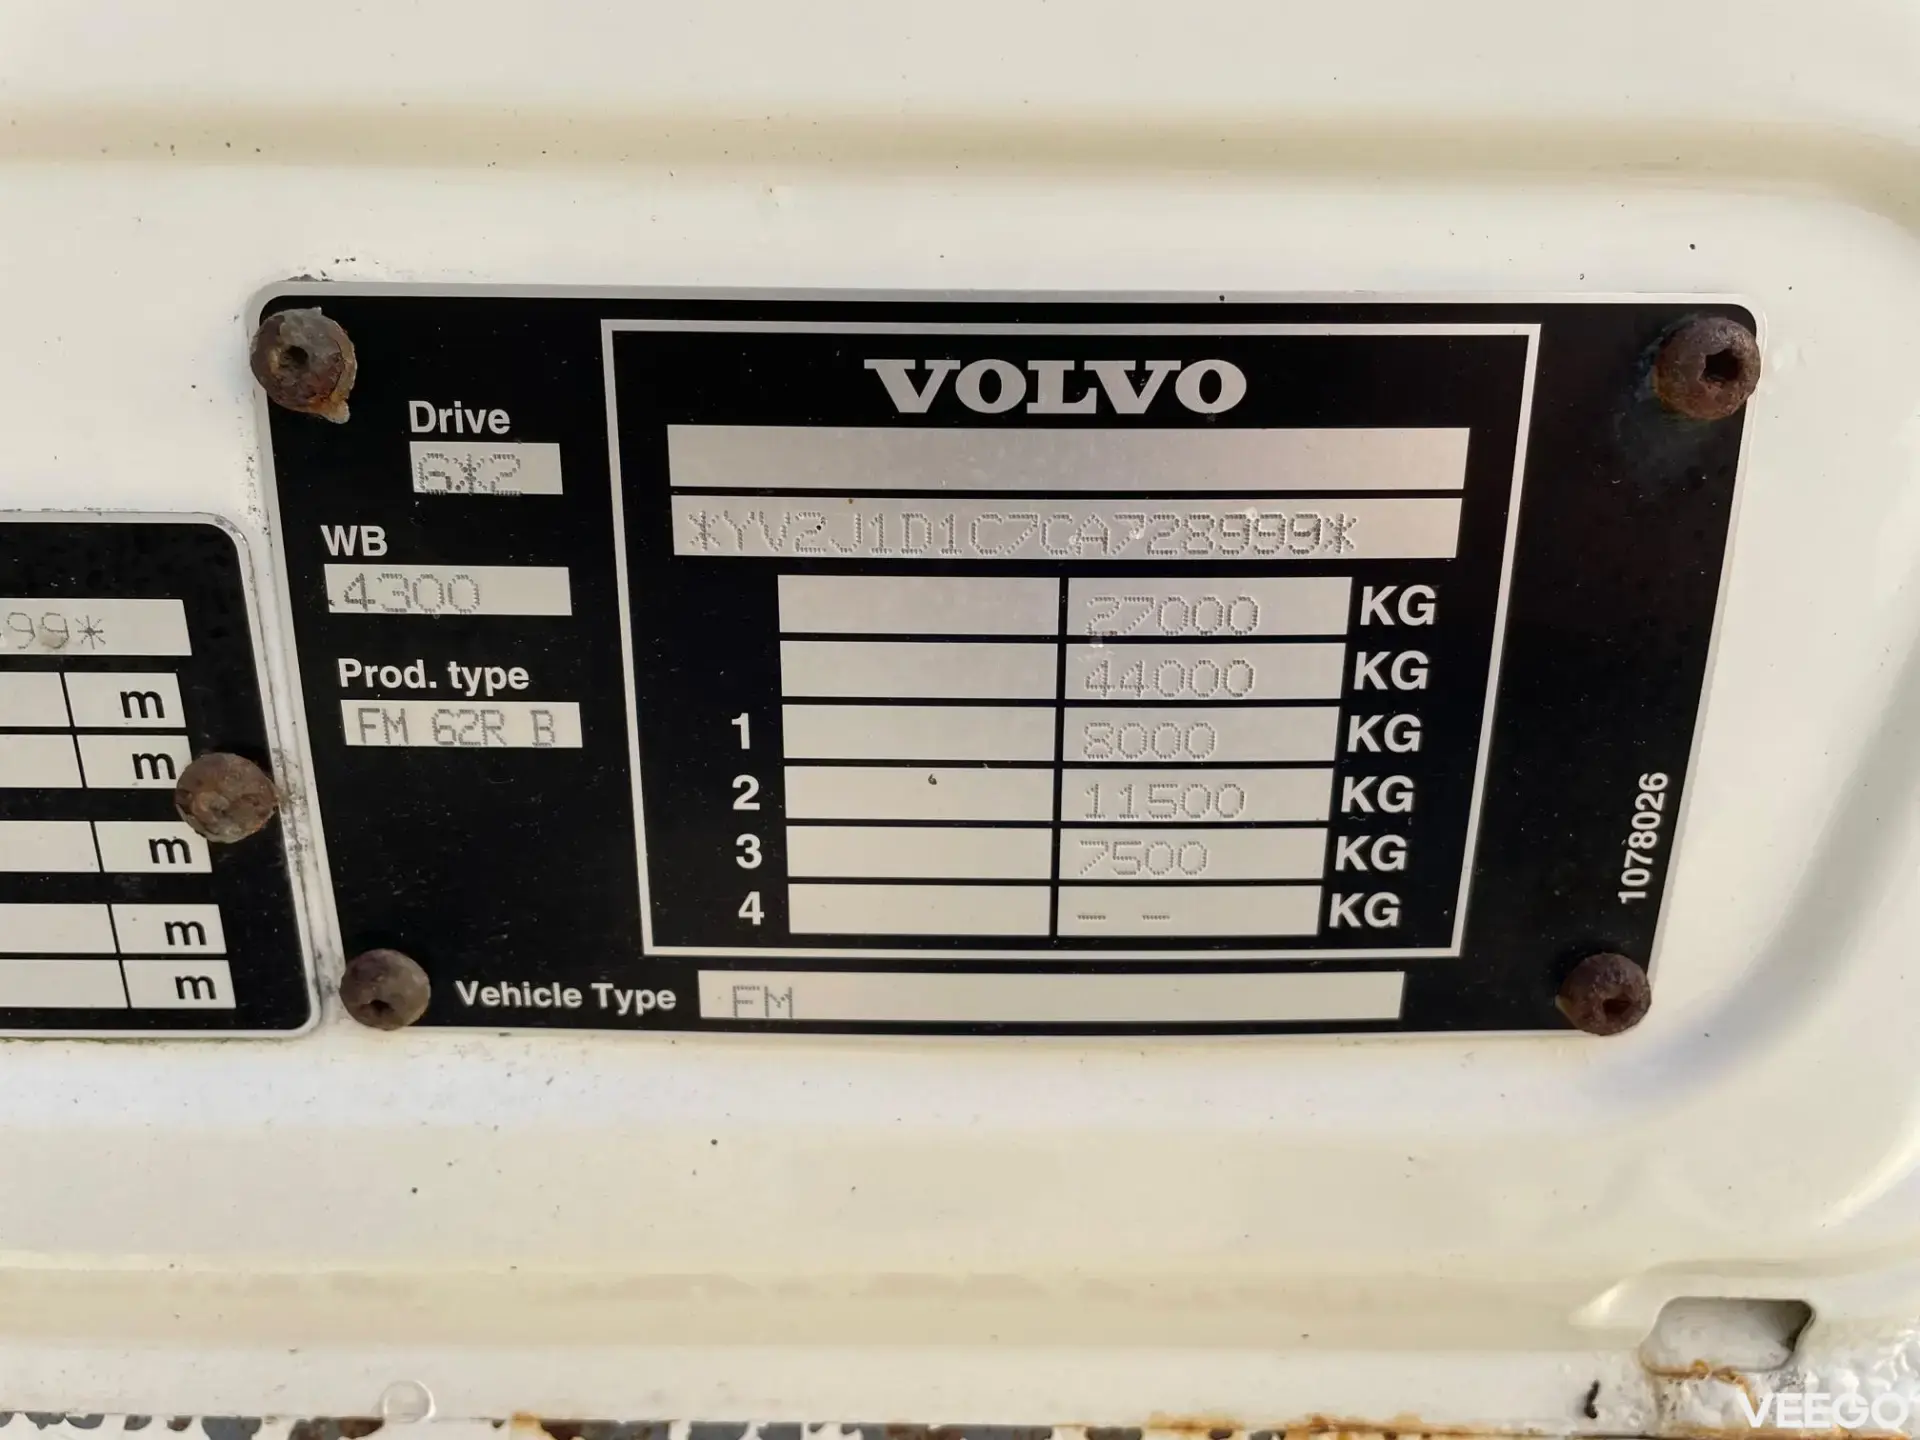 VOLVO
Drive
6X2
*YV2J1D1C7CA728999*
WB
4300
27000 KG
44000 KG
Prod. type
FM 62R B
1 8000 KG
2 11500 KG
3 7500 KG
4 -- -- KG
Vehicle Type FM
1078026
99*
m
m
m
m
m
VEEGO